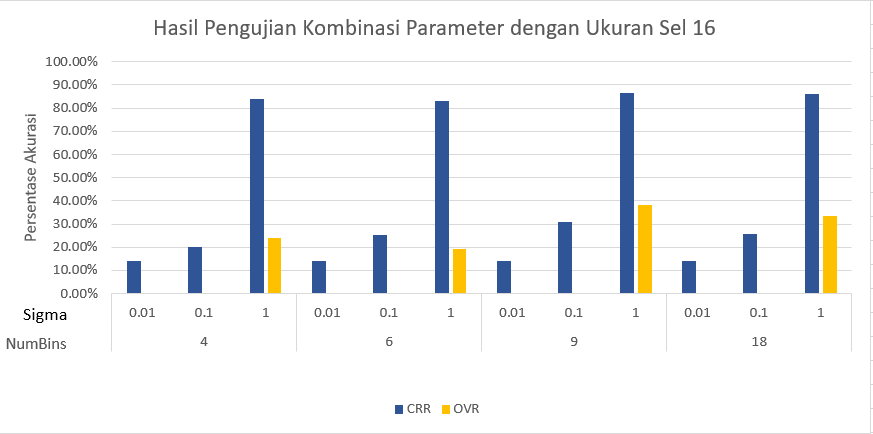 Hasil Pengujian Kombinasi Parameter dengan Ukuran Sel 16
Persentase Akurasi
100.00%
90.00%
80.00%
70.00%
60.00%
50.00%
40.00%
30.00%
20.00%
10.00%
0.00%
Sigma 0.01 0.1 1 0.01 0.1 1 0.01 0.1 1 0.01 0.1 1
NumBins 4 6 9 18
CRR OVR